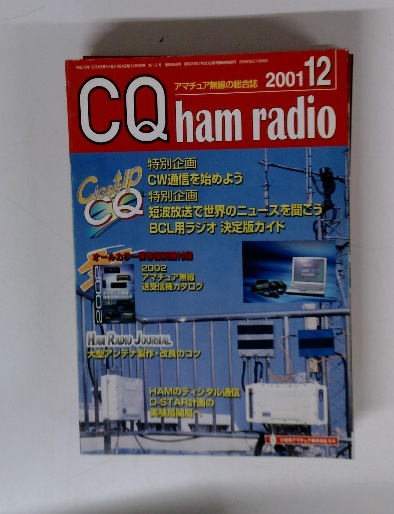 アマチュア無線の総合誌 2001 12
CQ ham radio
特別企画
CW通信を始めよう
特別企画
短波放送で世界のニュースを聞こう
BCL用ラジオ 決定版ガイド
Close up
CQ
2002
アマチュア無線
送受信機カタログ
HAM RADIO JOURNAL
大型アンテナ製作・改良のコツ
HAMのディジタル通信
D-STAR計画の
実験局開局へ